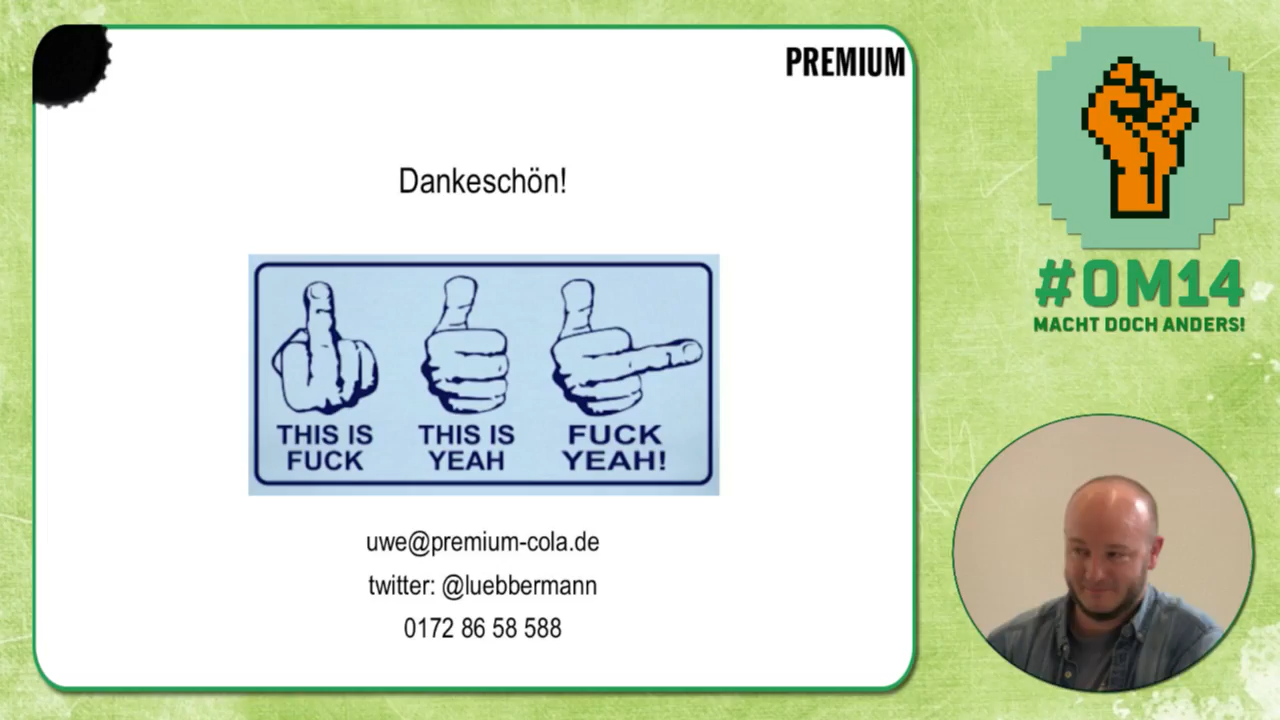 PREMIUM
Dankeschön!
THIS IS
FUCK
THIS IS
YEAH
FUCK
YEAH!
uwe@premium-cola.de
twitter: @luebbermann
0172 86 58 588
#OM14
MACHT DOCH ANDERS!